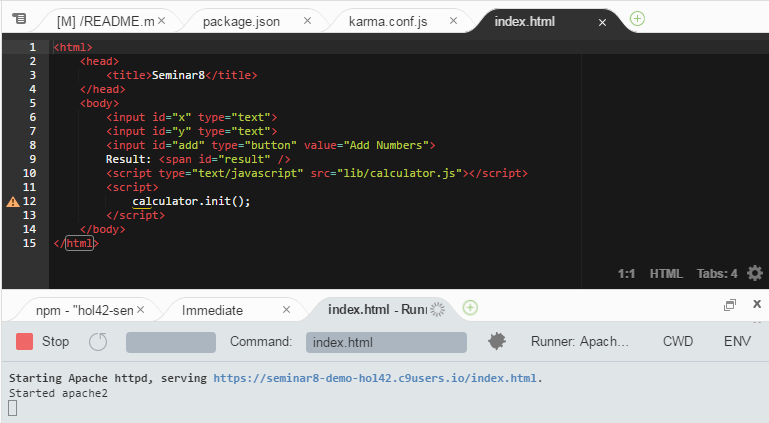 [M] /README.m package.json karma.conf.js index.html
1 <html>
2 <head>
3 <title>Seminar8</title>
4 </head>
5 <body>
6 <input id="x" type="text">
7 <input id="y" type="text">
8 <input id="add" type="button" value="Add Numbers">
9 Result: <span id="result" />
10 <script type="text/javascript" src="lib/calculator.js"></script>
11 <script>
12 calculator.init();
13 </script>
14 </body>
15 </html>
1:1 HTML Tabs: 4
npm - "hol42-sen Immediate index.html - Run
Stop Command: index.html Runner: Apach... CWD ENV
Starting Apache httpd, serving https://seminar8-demo-hol42.c9users.io/index.html.
Started apache2